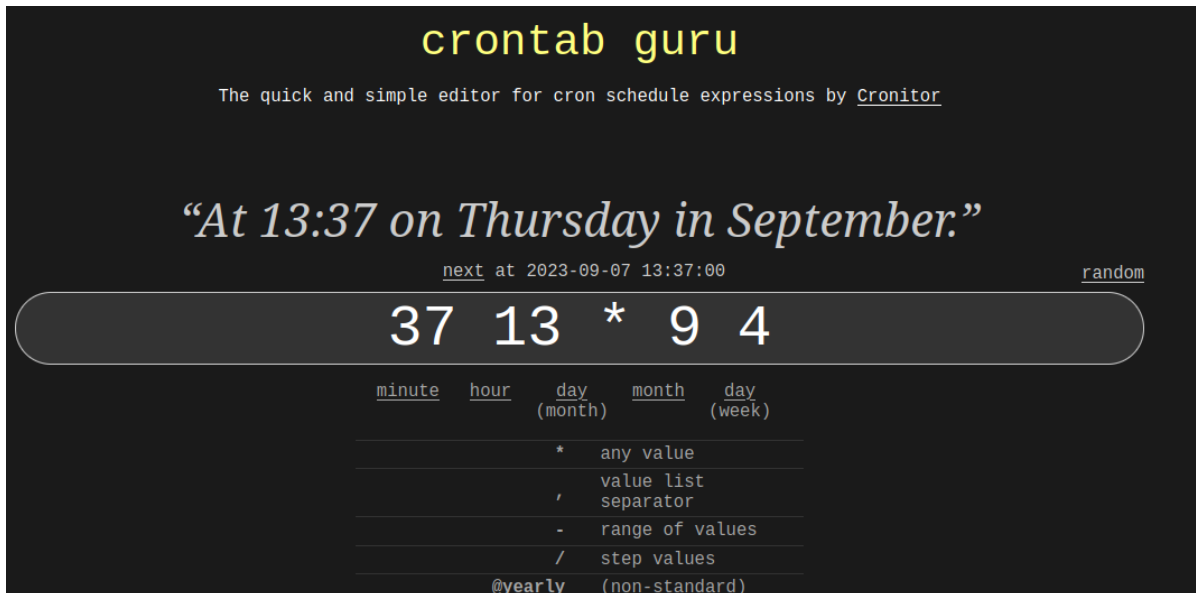 crontab guru
The quick and simple editor for cron schedule expressions by Cronitor
“At 13:37 on Thursday in September.”
next at 2023-09-07 13:37:00
random
37 13 * 9 4
minute hour day month day
(month) (week)
* any value
, value list
separator
- range of values
/ step values
@yearly (non-standard)